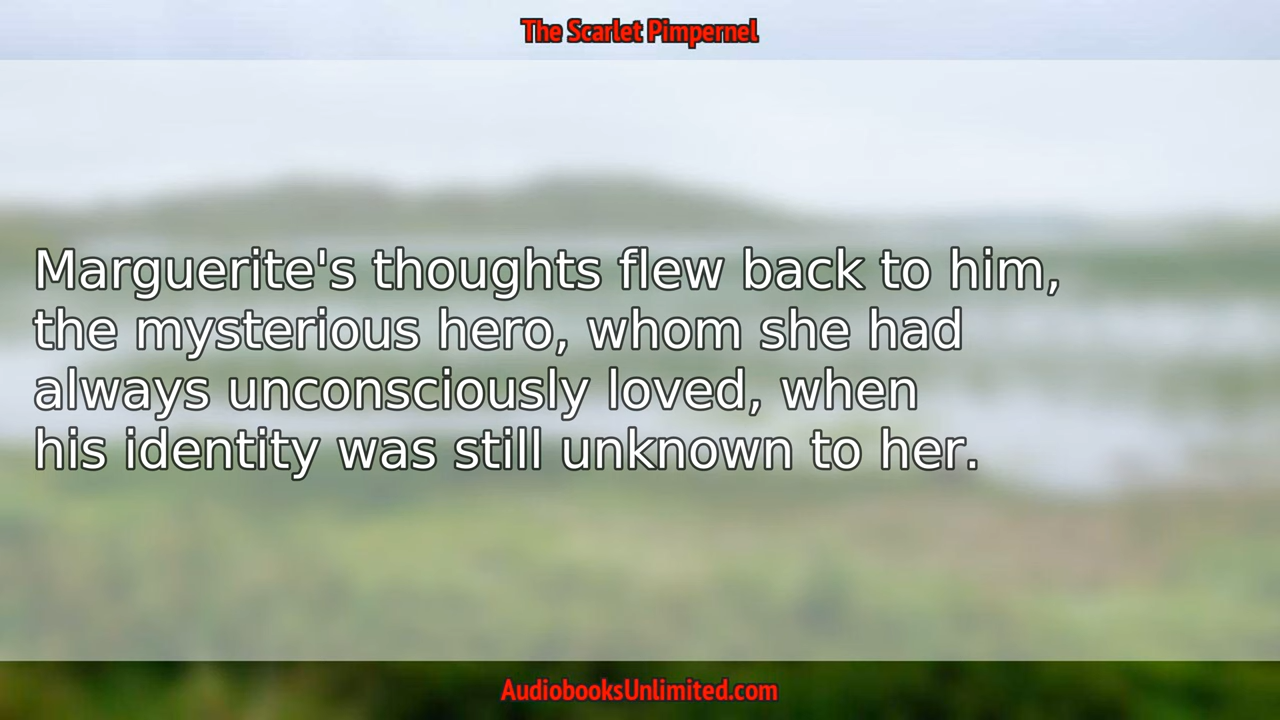 The Scarlet Pimpernel
Marguerite's thoughts flew back to him,
the mysterious hero, whom she had
always unconsciously loved, when
his identity was still unknown to her.
AudiobooksUnlimited.com